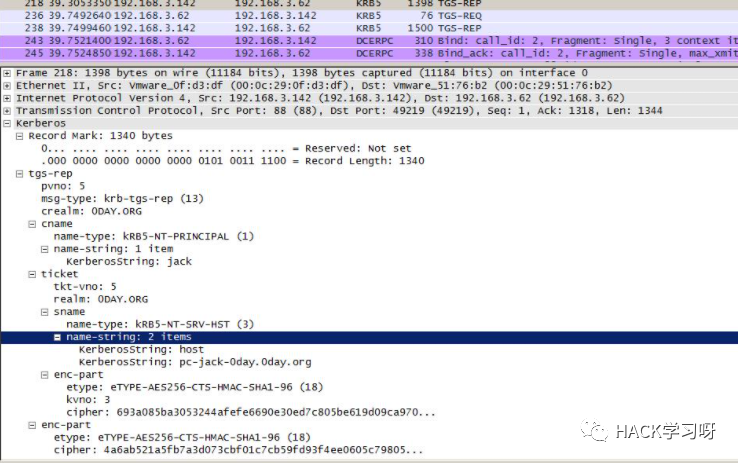 218 39.3053350 192.168.3.142 192.168.3.62 KRB5 1398 TGS-REP
236 39.7492640 192.168.3.62 192.168.3.142 KRB5 76 TGS-REQ
238 39.7499460 192.168.3.142 192.168.3.62 KRB5 1500 TGS-REP
243 39.7521400 192.168.3.62 192.168.3.142 DCERPC 310 Bind: call_id: 2, Fragment: Single, 3 context it
245 39.7524850 192.168.3.142 192.168.3.62 DCERPC 338 Bind_ack: call_id: 2, Fragment: Single, max_xmit
Frame 218: 1398 bytes on wire (11184 bits), 1398 bytes captured (11184 bits) on interface 0
Ethernet II, Src: Vmware_0f:d3:df (00:0c:29:0f:d3:df), Dst: Vmware_51:76:b2 (00:0c:29:51:76:b2)
Internet Protocol Version 4, Src: 192.168.3.142 (192.168.3.142), Dst: 192.168.3.62 (192.168.3.62)
Transmission Control Protocol, Src Port: 88 (88), Dst Port: 49219 (49219), Seq: 1, Ack: 1318, Len: 1344
Kerberos
Record Mark: 1340 bytes
0... .... .... .... .... .... .... .... = Reserved: Not set
.000 0000 0000 0000 0000 0101 0011 1100 = Record Length: 1340
tgs-rep
pvno: 5
msg-type: krb-tgs-rep (13)
crealm: 0DAY.ORG
cname
name-type: kRB5-NT-PRINCIPAL (1)
name-string: 1 item
KerberosString: jack
ticket
tkt-vno: 5
realm: 0DAY.ORG
sname
name-type: kRB5-NT-SRV-HST (3)
name-string: 2 items
KerberosString: host
KerberosString: pc-jack-0day.0day.org
enc-part
etype: eTYPE-AES256-CTS-HMAC-SHA1-96 (18)
kvno: 3
cipher: 693a085ba3053244afefe6690e30ed7c805be619d09ca970...
enc-part
etype: eTYPE-AES256-CTS-HMAC-SHA1-96 (18)
cipher: 4a6ab521a5fb7a3d073cbf01c7cb59fd93f4ee0605c79805...
HACK学习呀